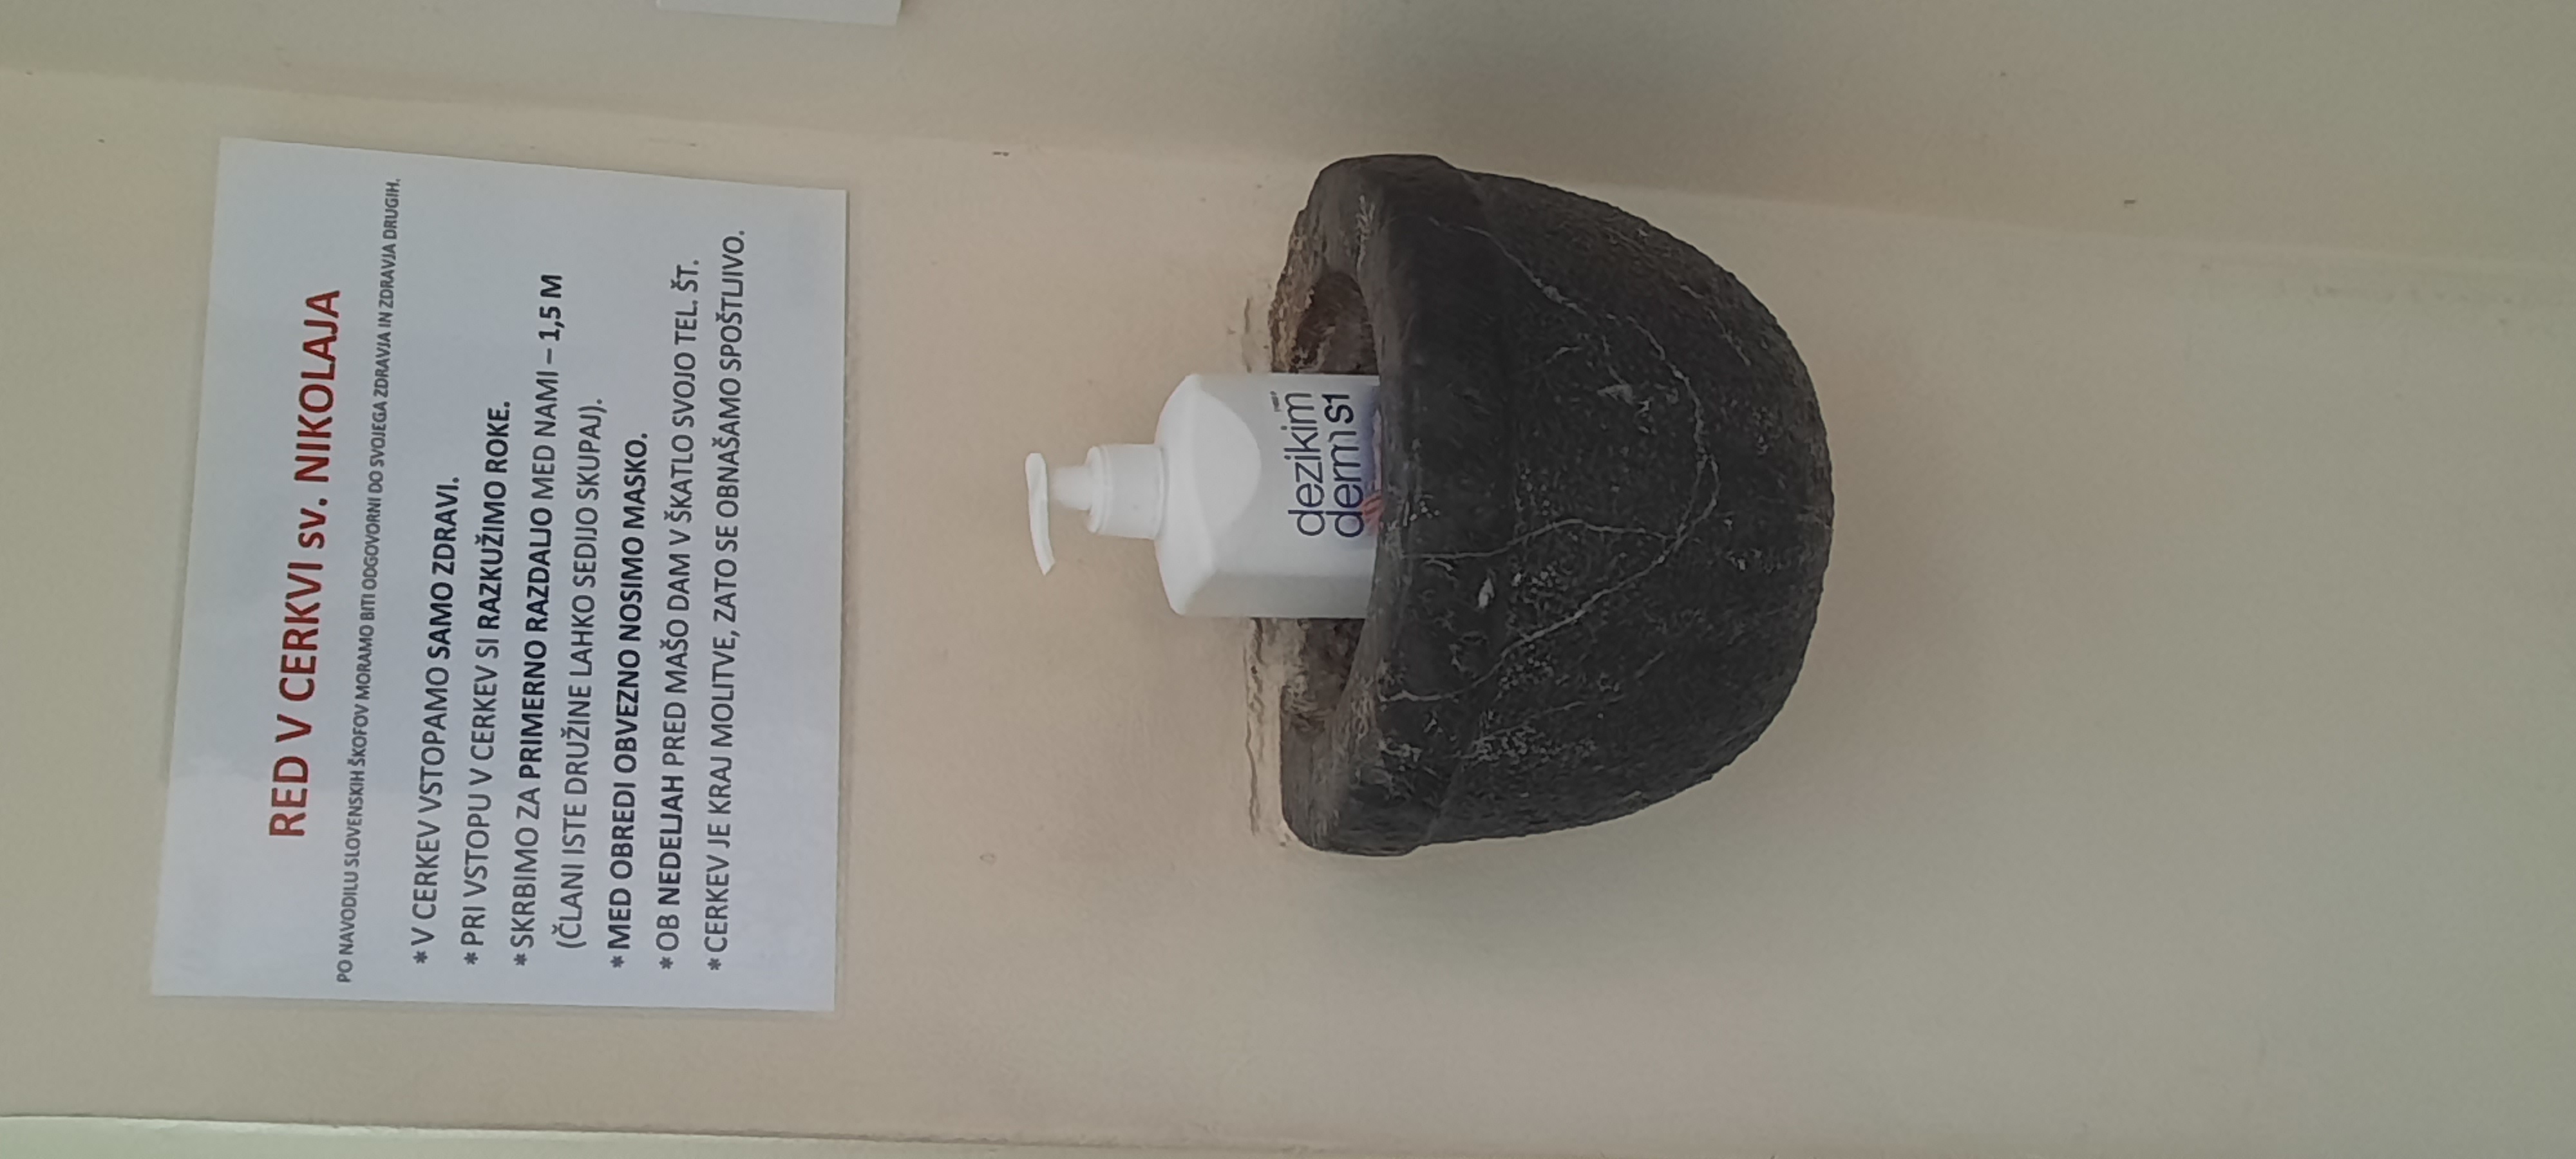 RED V CERKVI sv. NIKOLAJA
PO NAVODILU SLOVENSKIH ŠKOFOV MORAMO BITI ODGOVORNI DO SVOJEGA ZDRAVJA IN ZDRAVJA DRUGIH.
* V CERKEV VSTOPAMO SAMO ZDRAVI.
* PRI VSTOPU V CERKEV SI RAZKUŽIMO ROKE.
* SKRBIMO ZA PRIMERNO RAZDALJO MED NAMI – 1,5 M
(ČLANI ISTE DRUŽINE LAHKO SEDIJO SKUPAJ).
* MED OBREDI OBVEZNO NOSIMO MASKO.
* OB NEDELJAH PRED MAŠO DAM V ŠKATLO SVOJO TEL. ŠT.
* CERKEV JE KRAJ MOLITVE, ZATO SE OBNAŠAMO SPOŠTLJIVO.
dezikim
derm s1